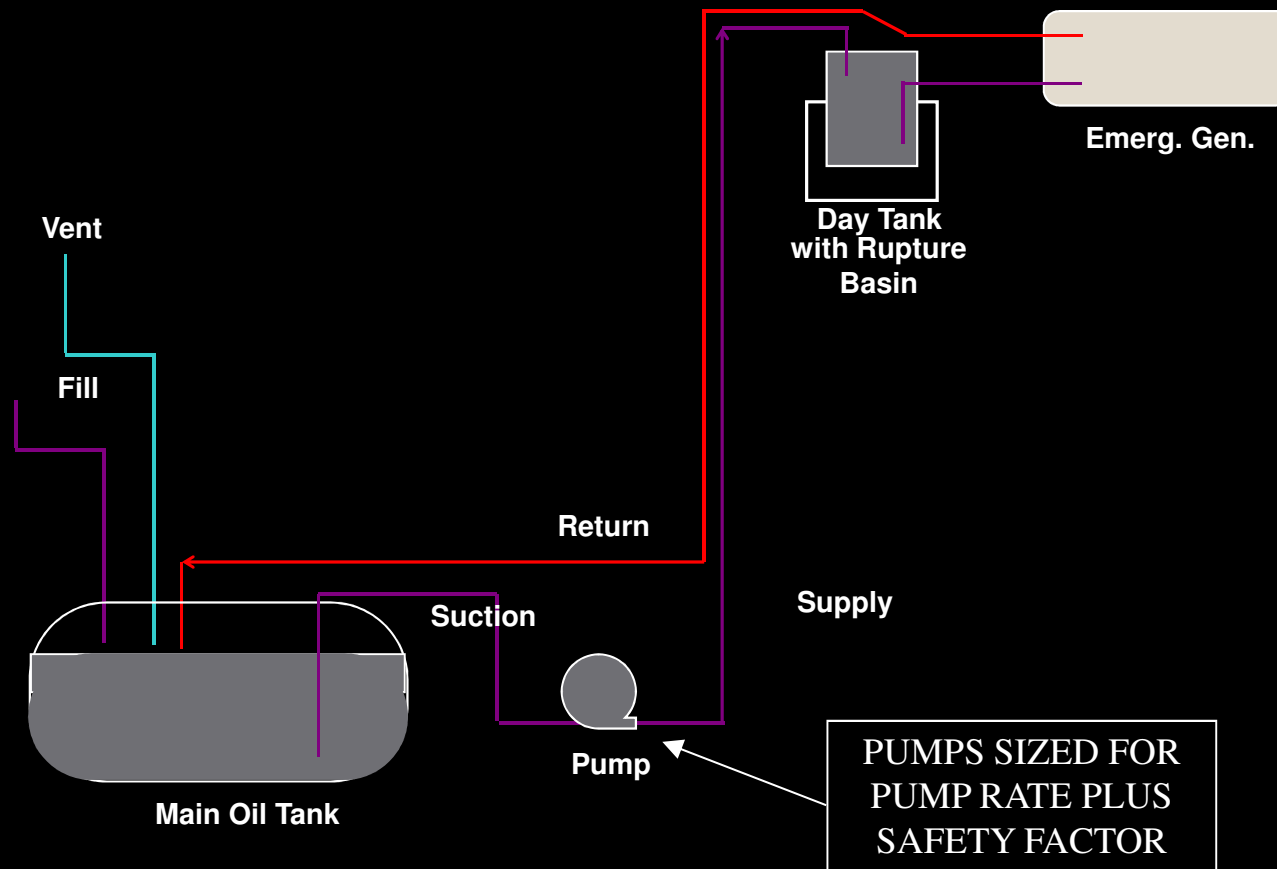 Emerg. Gen.
Day Tank
with Rupture
Basin
Vent
Fill
Return
Suction
Supply
Pump
Main Oil Tank
PUMPS SIZED FOR
PUMP RATE PLUS
SAFETY FACTOR